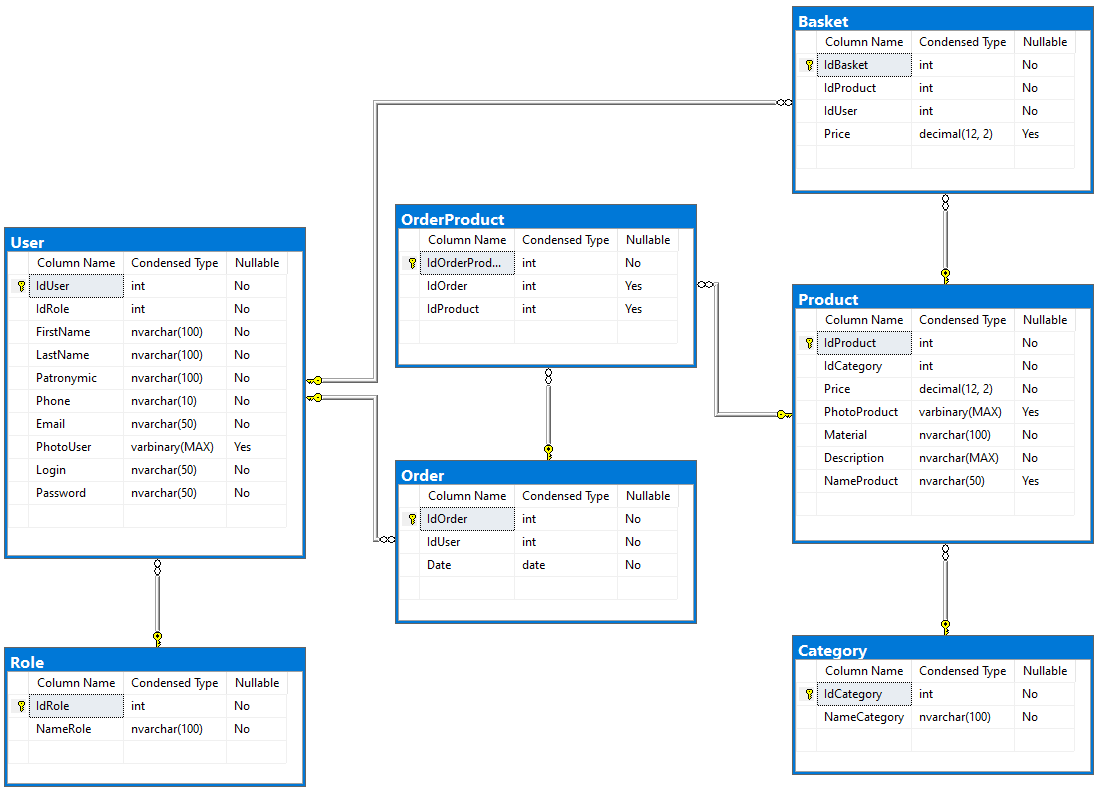 Basket
Column Name Condensed Type Nullable
IdBasket int No
IdProduct int No
IdUser int No
Price decimal(12, 2) Yes
OrderProduct
Column Name Condensed Type Nullable
IdOrderProd... int No
IdOrder int Yes
IdProduct int Yes
User
Column Name Condensed Type Nullable
IdUser int No
IdRole int No
FirstName nvarchar(100) No
LastName nvarchar(100) No
Patronymic nvarchar(100) No
Phone nvarchar(10) No
Email nvarchar(50) No
PhotoUser varbinary(MAX) Yes
Login nvarchar(50) No
Password nvarchar(50) No
Product
Column Name Condensed Type Nullable
IdProduct int No
IdCategory int No
Price decimal(12, 2) No
PhotoProduct varbinary(MAX) Yes
Material nvarchar(100) No
Description nvarchar(MAX) No
NameProduct nvarchar(50) Yes
Order
Column Name Condensed Type Nullable
IdOrder int No
IdUser int No
Date date No
Role
Column Name Condensed Type Nullable
IdRole int No
NameRole nvarchar(100) No
Category
Column Name Condensed Type Nullable
IdCategory int No
NameCategory nvarchar(100) No